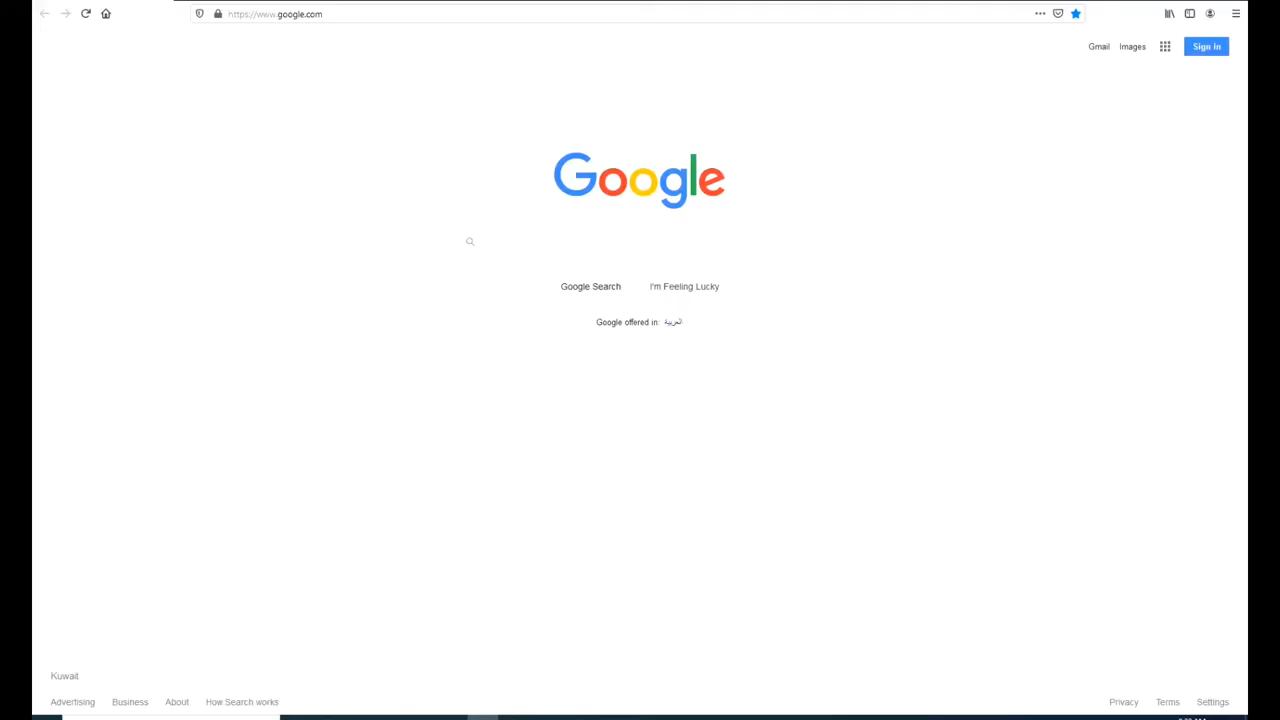 https://www.google.com
Gmail Images Sign in
Google
Google Search I'm Feeling Lucky
Google offered in: العربية
Kuwait
Advertising Business About How Search works Privacy Terms Settings